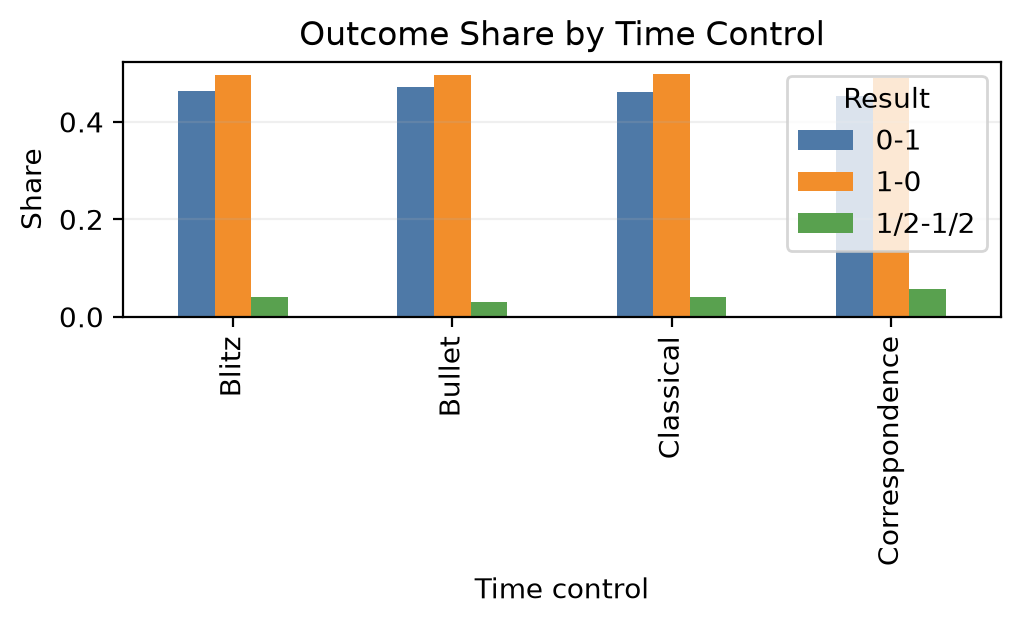 Outcome Share by Time Control
Share
0.4
0.2
0.0
Result
0-1
1-0
1/2-1/2
Blitz
Bullet
Classical
Correspondence
Time control